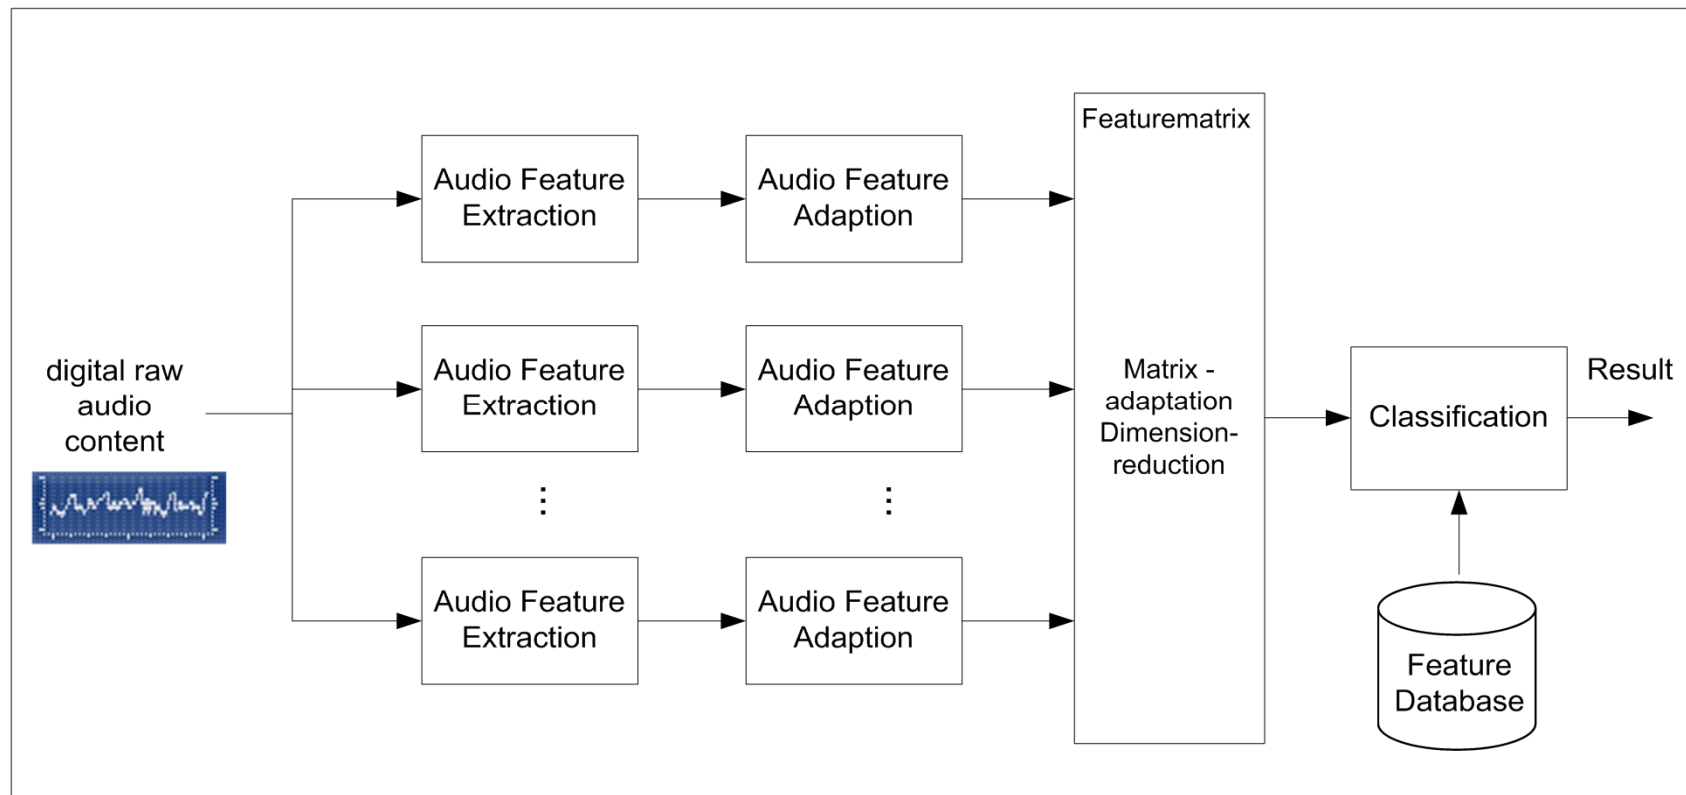 digital raw
audio
content
Audio Feature
Extraction
Audio Feature
Adaption
Audio Feature
Extraction
Audio Feature
Adaption
⋮
⋮
Audio Feature
Extraction
Audio Feature
Adaption
Featurematrix
Matrix -
adaptation
Dimension-
reduction
Classification
Result
Feature
Database